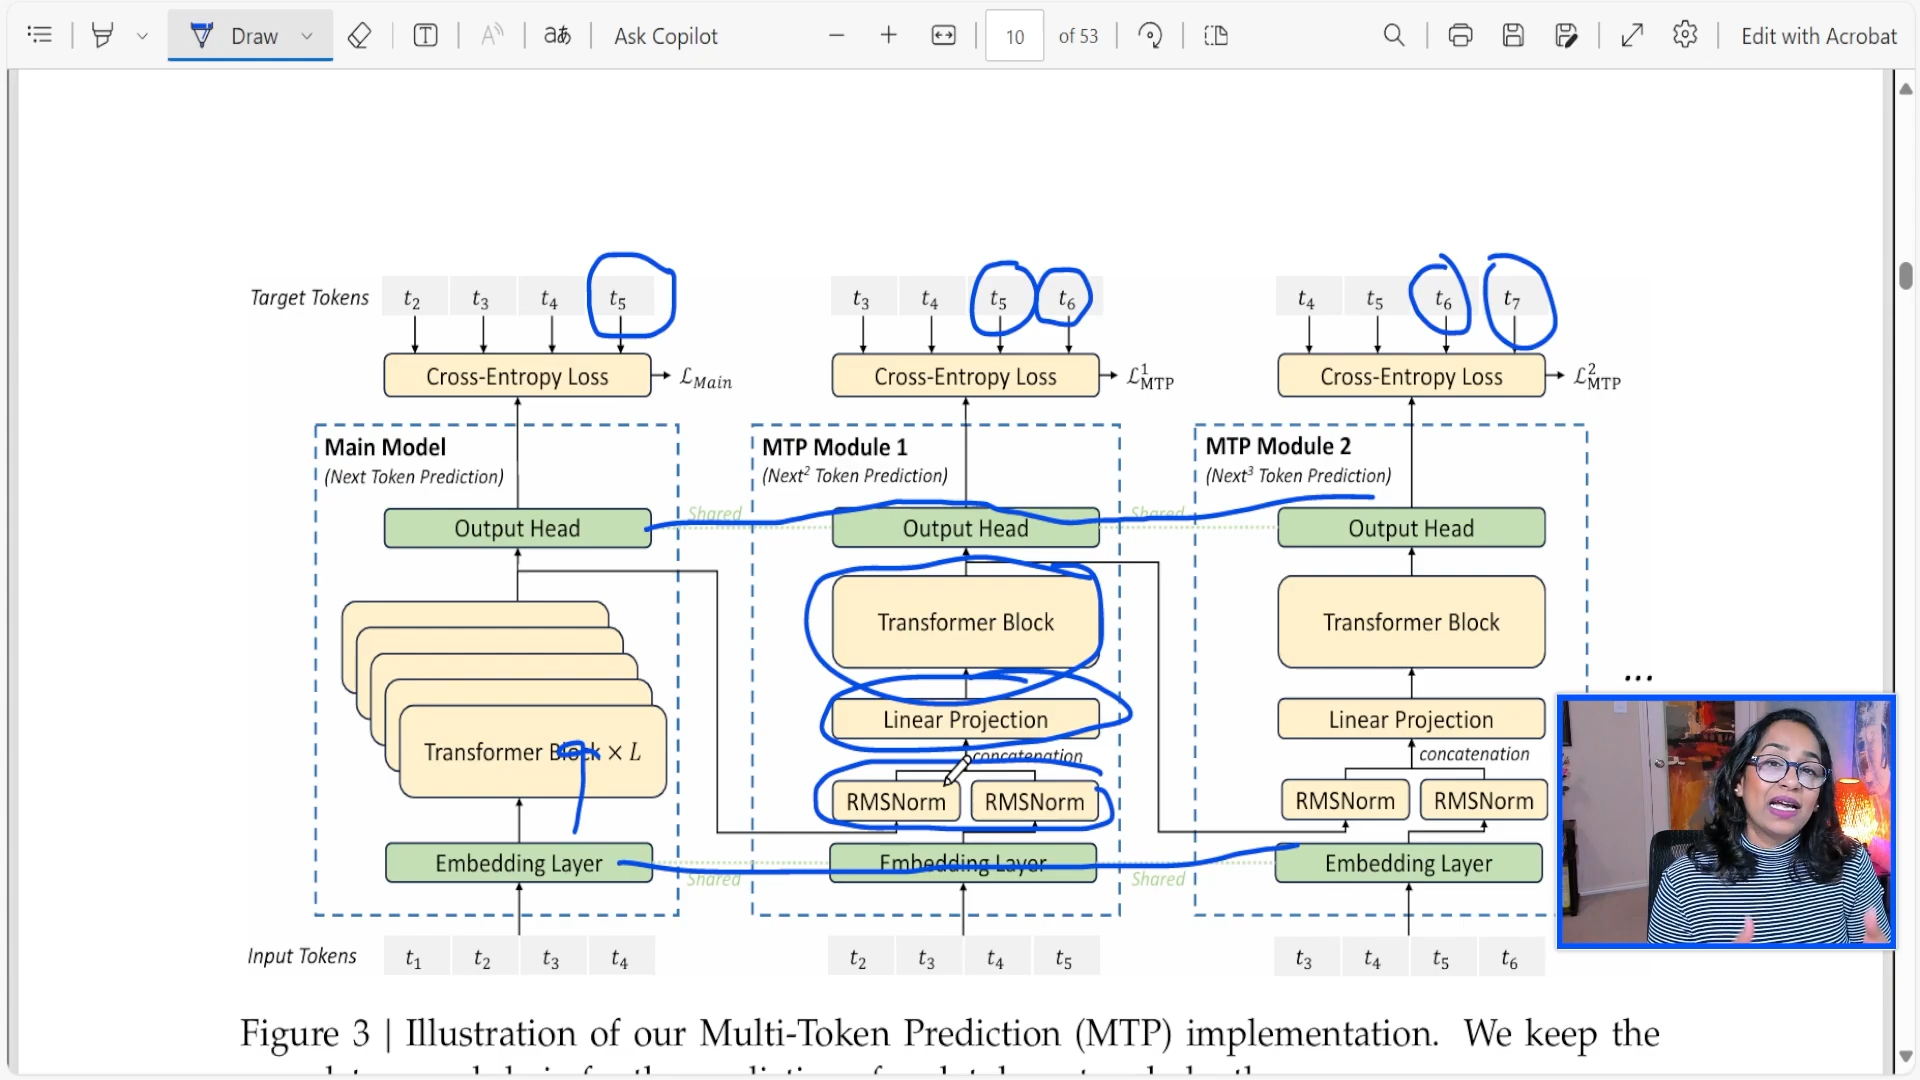 Draw
aあ
Ask Copilot
10 of 53
Edit with Acrobat
Target Tokens t2 t3 t4 t5 t3 t4 t5 t6 t4 t5 t6 t7
Cross-Entropy Loss ℒMain Cross-Entropy Loss ℒ¹MTP Cross-Entropy Loss ℒ²MTP
Main Model MTP Module 1 MTP Module 2
(Next Token Prediction) (Next² Token Prediction) (Next³ Token Prediction)
Shared Shared
Output Head Output Head Output Head
Transformer Block Transformer Block
...
Linear Projection Linear Projection
Transformer Block × L concatenation concatenation
RMSNorm RMSNorm RMSNorm RMSNorm
Embedding Layer Embedding Layer Embedding Layer
Shared Shared
Input Tokens t1 t2 t3 t4 t2 t3 t4 t5 t3 t4 t5 t6
Figure 3 | Illustration of our Multi-Token Prediction (MTP) implementation. We keep the